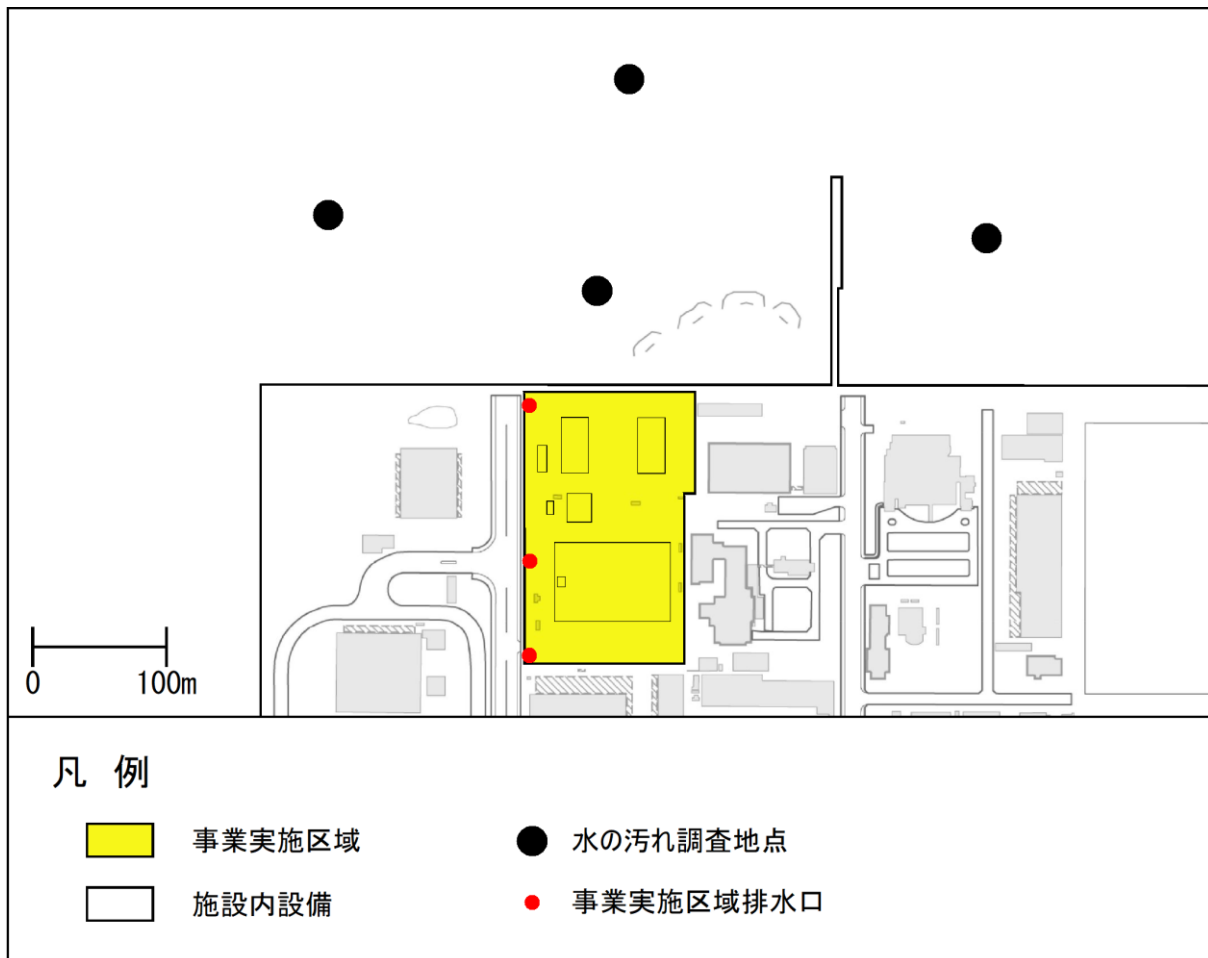 0 100m
凡 例
事業実施区域
水の汚れ調査地点
施設内設備
事業実施区域排水口